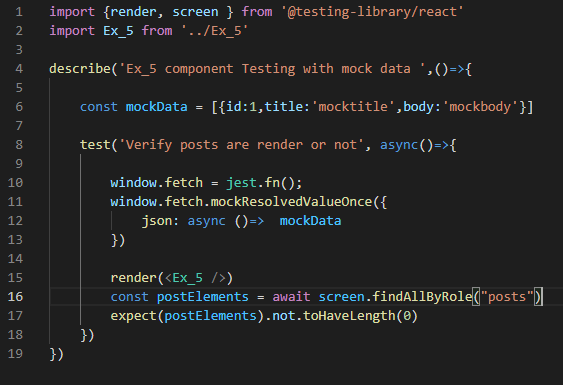 1 import {render, screen } from '@testing-library/react'
2 import Ex_5 from '../Ex_5'
3
4 describe('Ex_5 component Testing with mock data ',()=>{
5
6 const mockData = [{id:1,title:'mocktitle',body:'mockbody'}]
7
8 test('Verify posts are render or not', async()=>{
9
10 window.fetch = jest.fn();
11 window.fetch.mockResolvedValueOnce({
12 json: async ()=>  mockData
13 })
14
15 render(<Ex_5 />)
16 const postElements = await screen.findAllByRole("posts")
17 expect(postElements).not.toHaveLength(0)
18 })
19 })